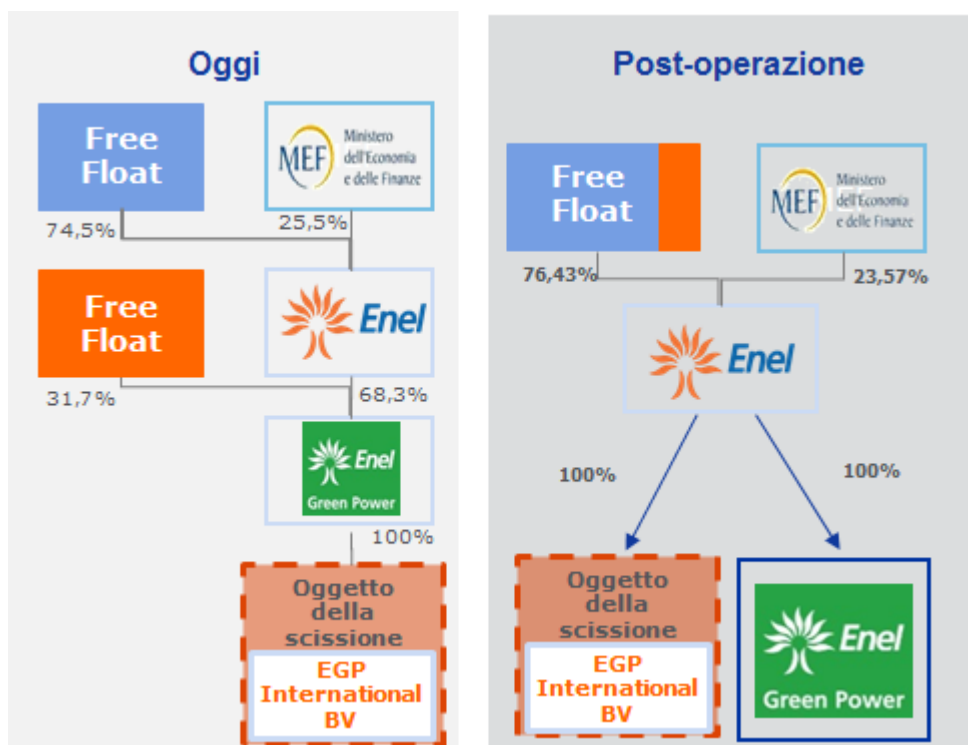 Oggi
Free
Float
MEF
Ministero
dell'Economia
e delle Finanze
74,5%
25,5%
Free
Float
Enel
31,7%
68,3%
Enel
Green Power
100%
Oggetto
della
scissione
EGP
International
BV
Post-operazione
Free
Float
MEF
Ministero
dell'Economia
e delle Finanze
76,43%
23,57%
Enel
100%
100%
Oggetto
della
scissione
EGP
International
BV
Enel
Green Power